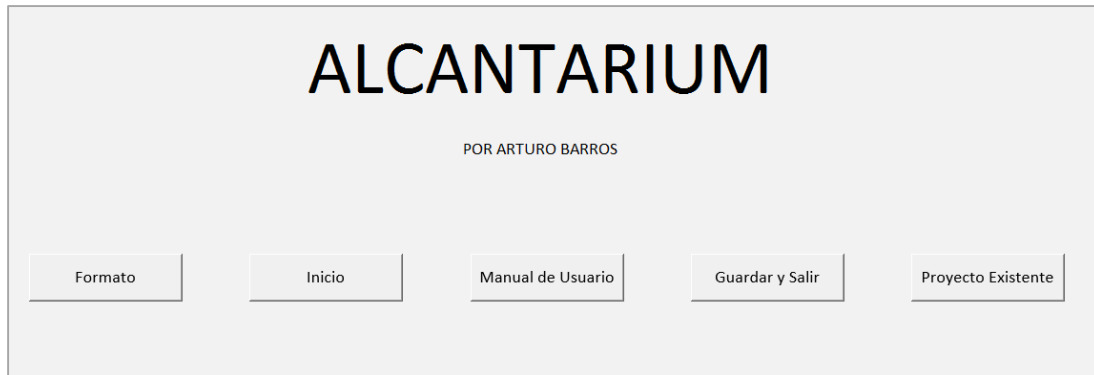 ALCANTARIUM
POR ARTURO BARROS
Formato
Inicio
Manual de Usuario
Guardar y Salir
Proyecto Existente